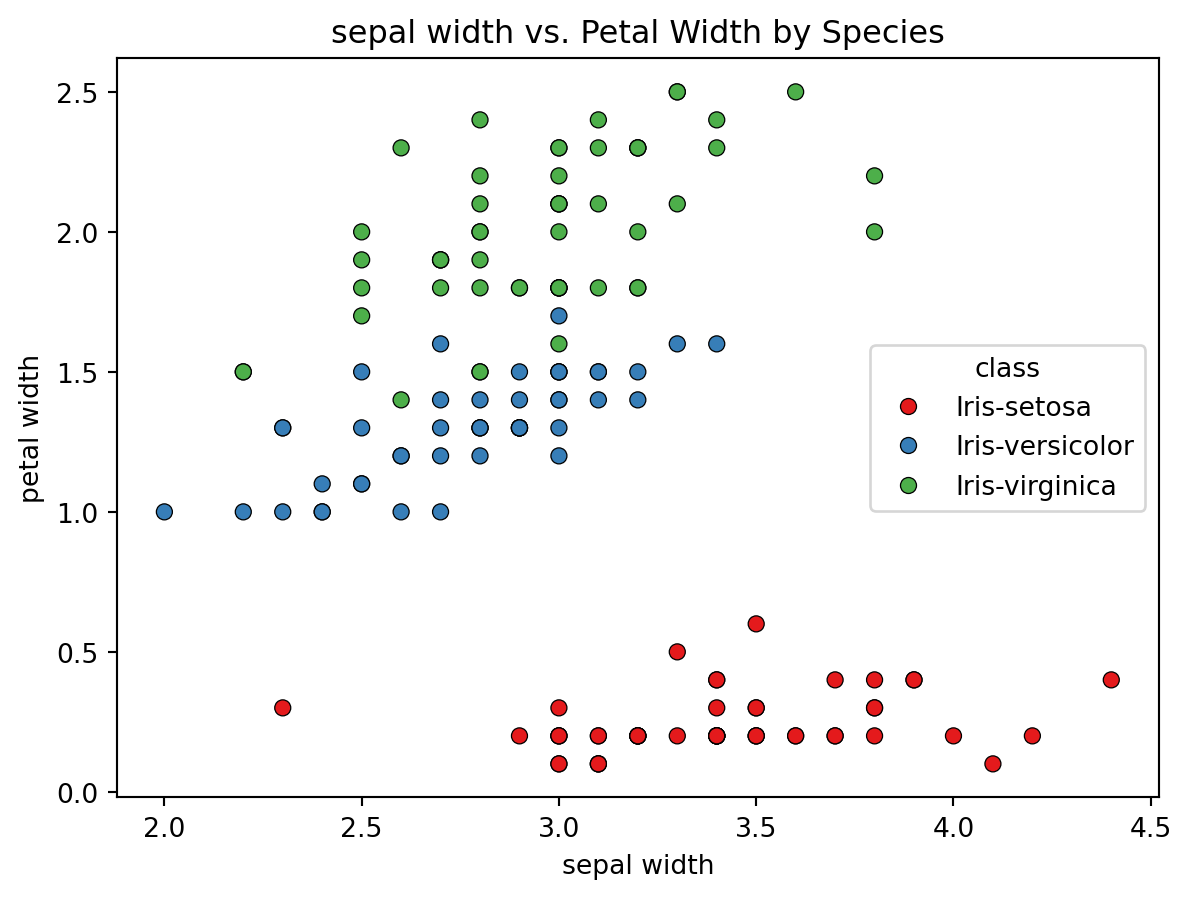 sepal width vs. Petal Width by Species
2.5
2.0
1.5
1.0
0.5
0.0
petal width
class
Iris-setosa
Iris-versicolor
Iris-virginica
2.0 2.5 3.0 3.5 4.0 4.5
sepal width